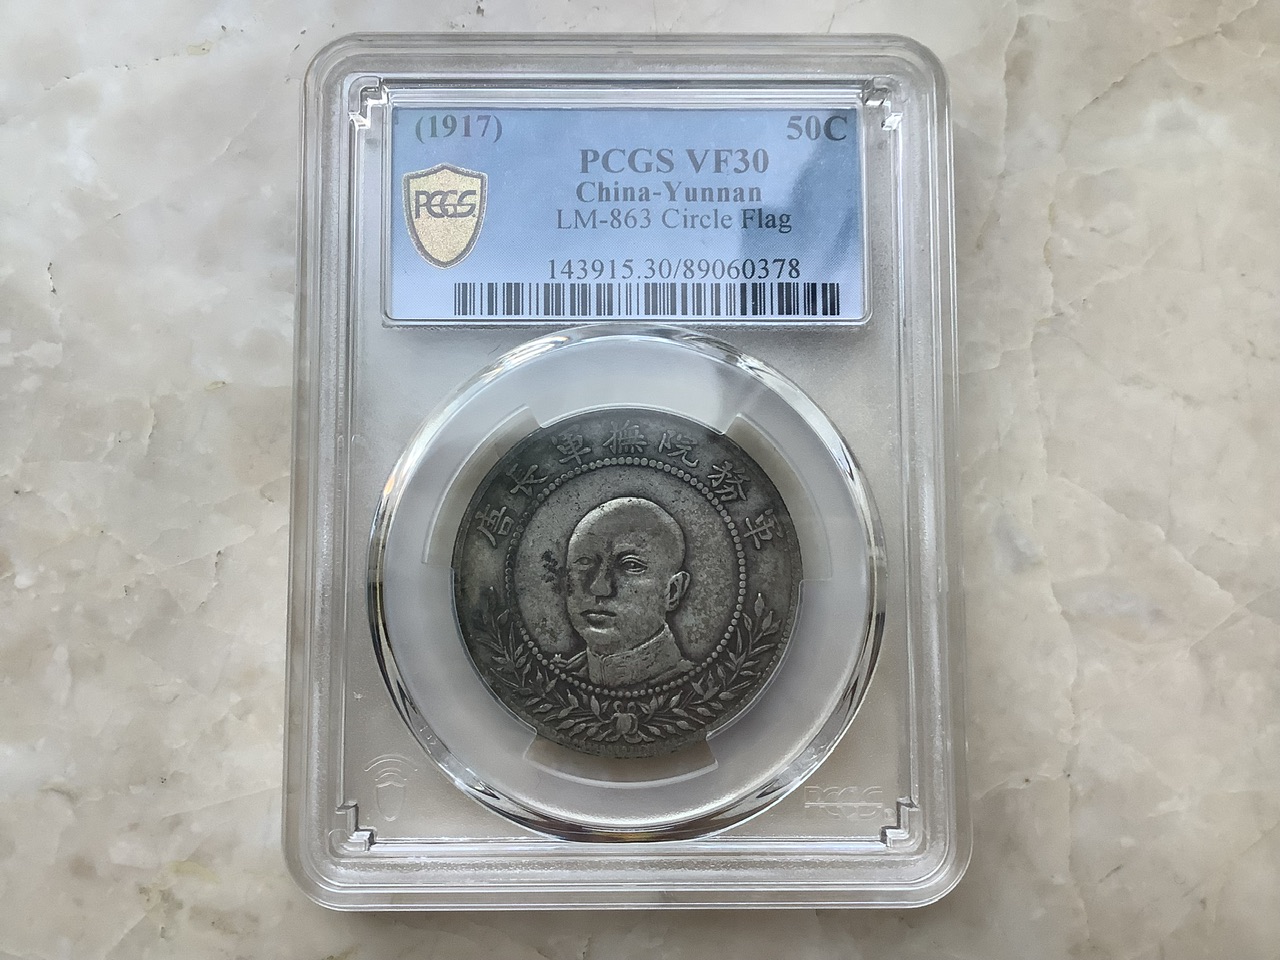 (1917) 50C
PCGS VF30
China-Yunnan
LM-863 Circle Flag
PCGS
143915.30/89060378
軍務院撫軍長唐
PCGS